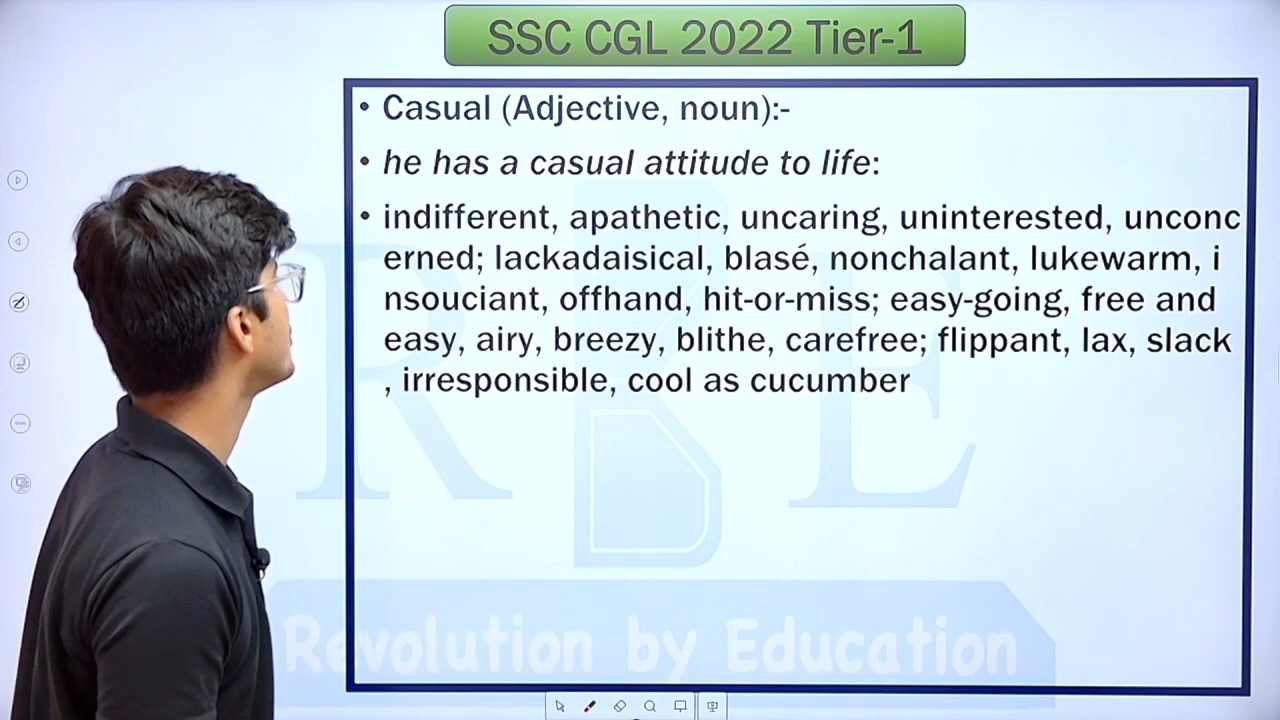 SSC CGL 2022 Tier-1
• Casual (Adjective, noun):-
• he has a casual attitude to life:
• indifferent, apathetic, uncaring, uninterested, unconc
erned; lackadaisical, blasé, nonchalant, lukewarm, i
nsouciant, offhand, hit-or-miss; easy-going, free and
easy, airy, breezy, blithe, carefree; flippant, lax, slack
, irresponsible, cool as cucumber
R B E
Revolution by Education